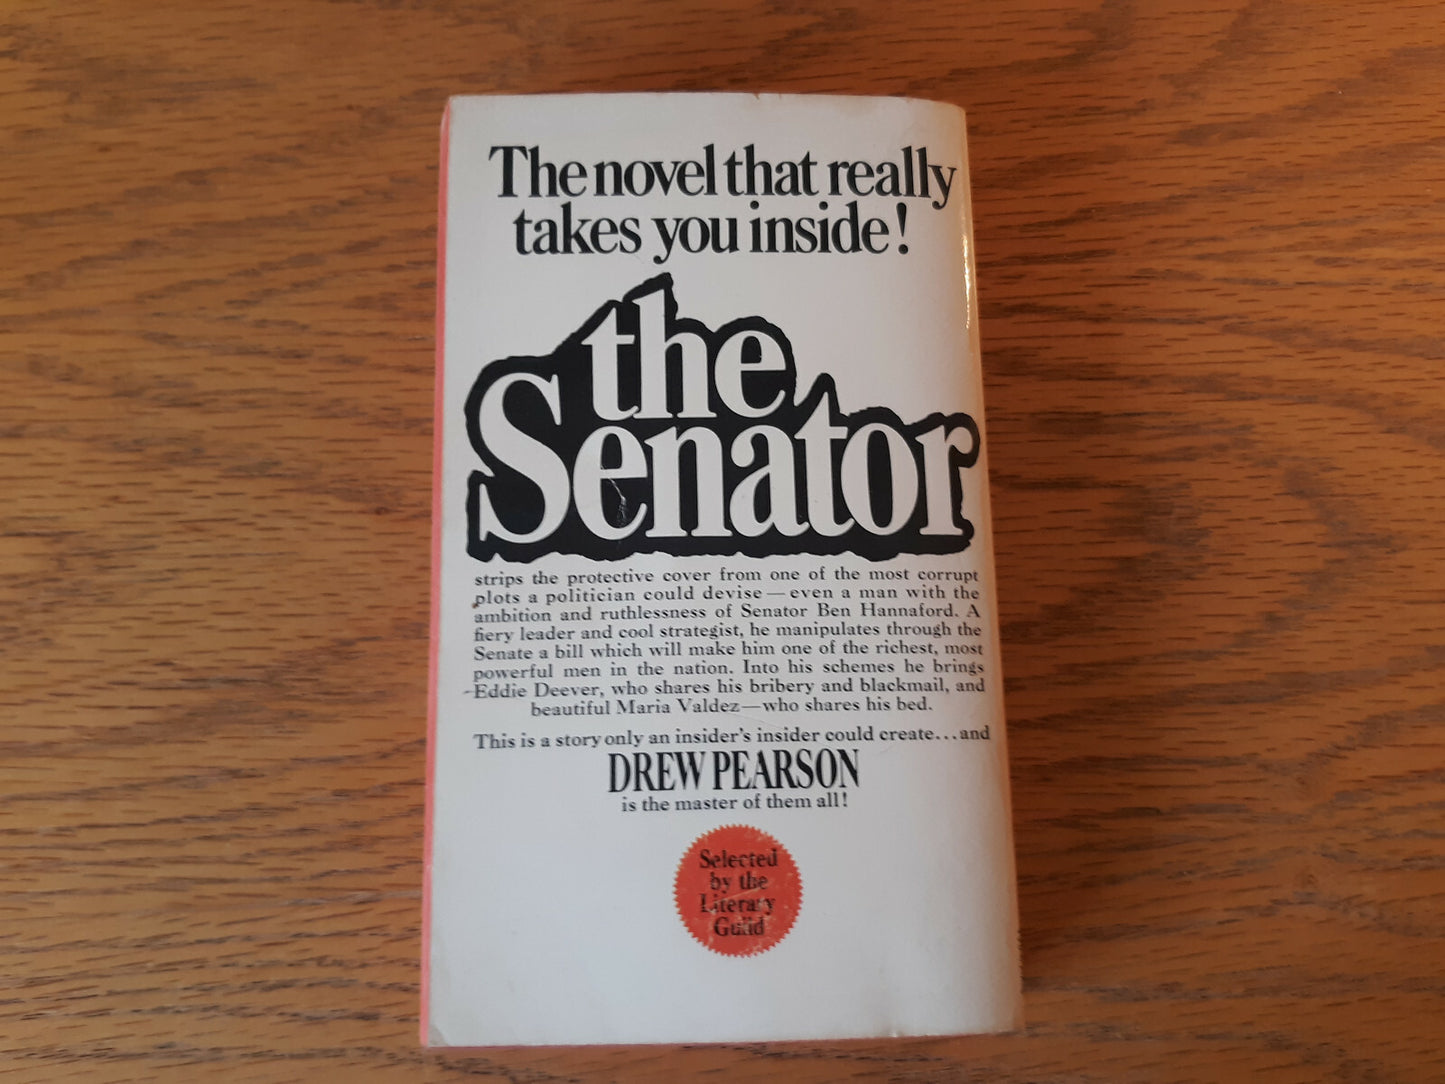 The novel that really
takes you inside!
the
Senator
strips the protective cover from one of the most corrupt
plots a politician could devise — even a man with the
ambition and ruthlessness of Senator Ben Hannaford. A
fiery leader and cool strategist, he manipulates through the
Senate a bill which will make him one of the richest, most
powerful men in the nation. Into his schemes he brings
Eddie Deever, who shares his bribery and blackmail, and
beautiful Maria Valdez—who shares his bed.
This is a story only an insider's insider could create...and
DREW PEARSON
is the master of them all!
Selected
by the
Literary
Guild